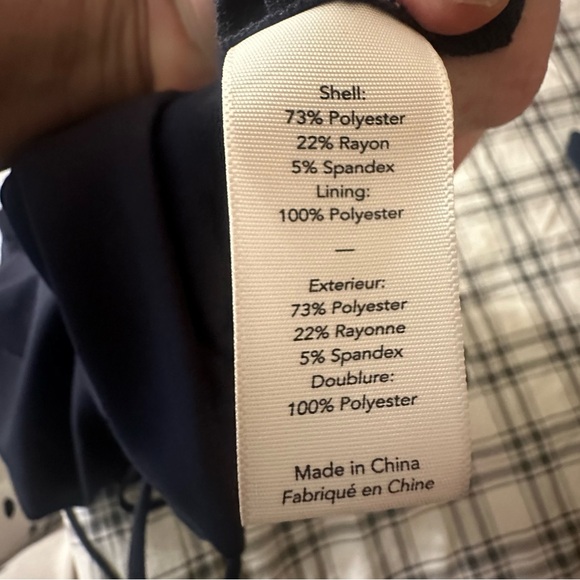 Shell:
73% Polyester
22% Rayon
5% Spandex
Lining:
100% Polyester
—
Exterieur:
73% Polyester
22% Rayonne
5% Spandex
Doublure:
100% Polyester
Made in China
Fabriqué en Chine